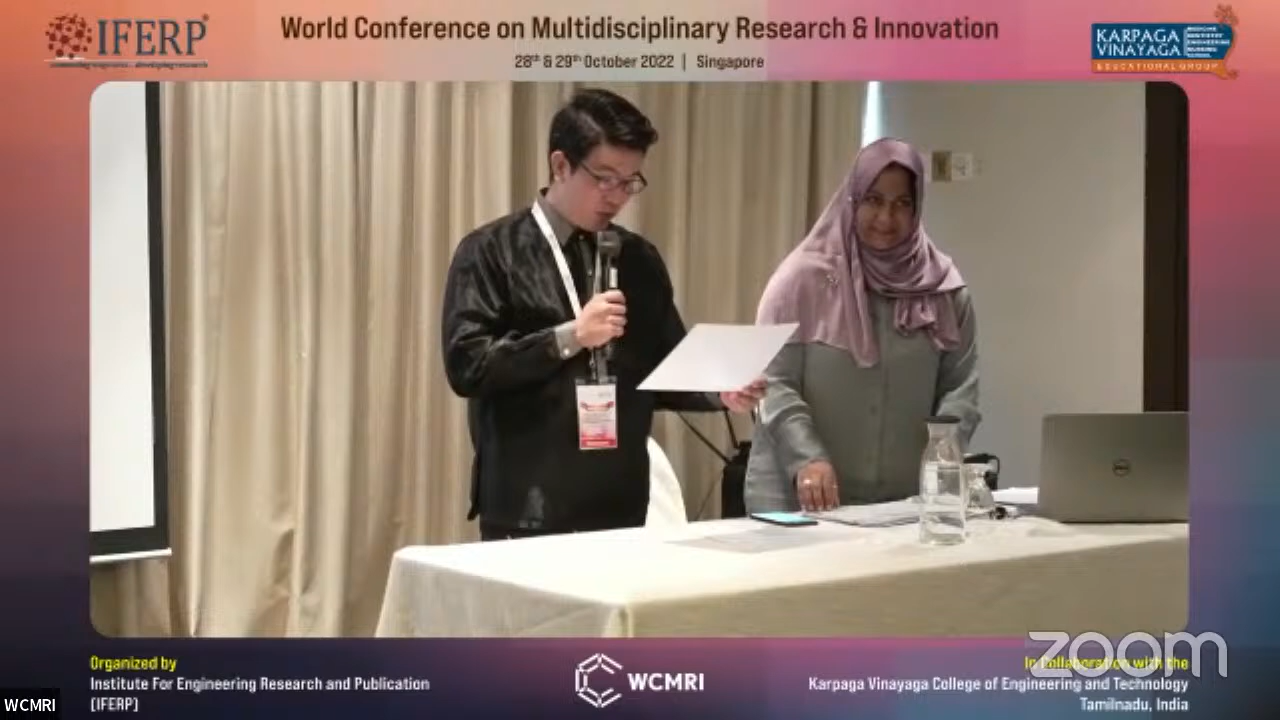 IFERP
World Conference on Multidisciplinary Research & Innovation
28th & 29th October 2022 | Singapore
KARPAGA
VINAYAGA
EDUCATIONAL GROUP
DELL
zoom
Organized by
Institute For Engineering Research and Publication
(IFERP)
WCMRI
In Collaboration with the
Karpaga Vinayaga College of Engineering and Technology
Tamilnadu, India
WCMRI